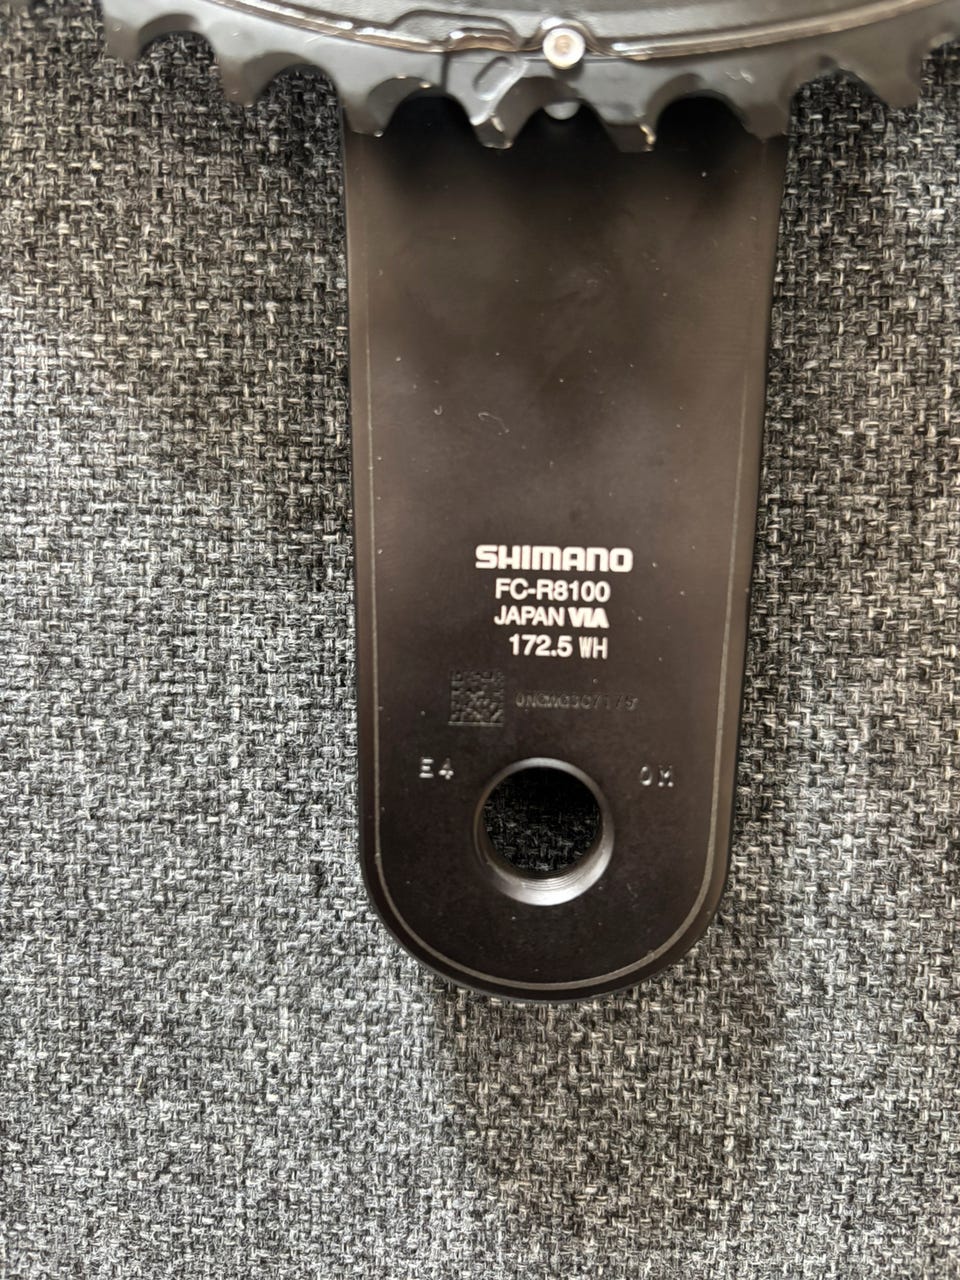 SHIMANO
FC-R8100
JAPAN VIA
172.5 WH
E4 OM